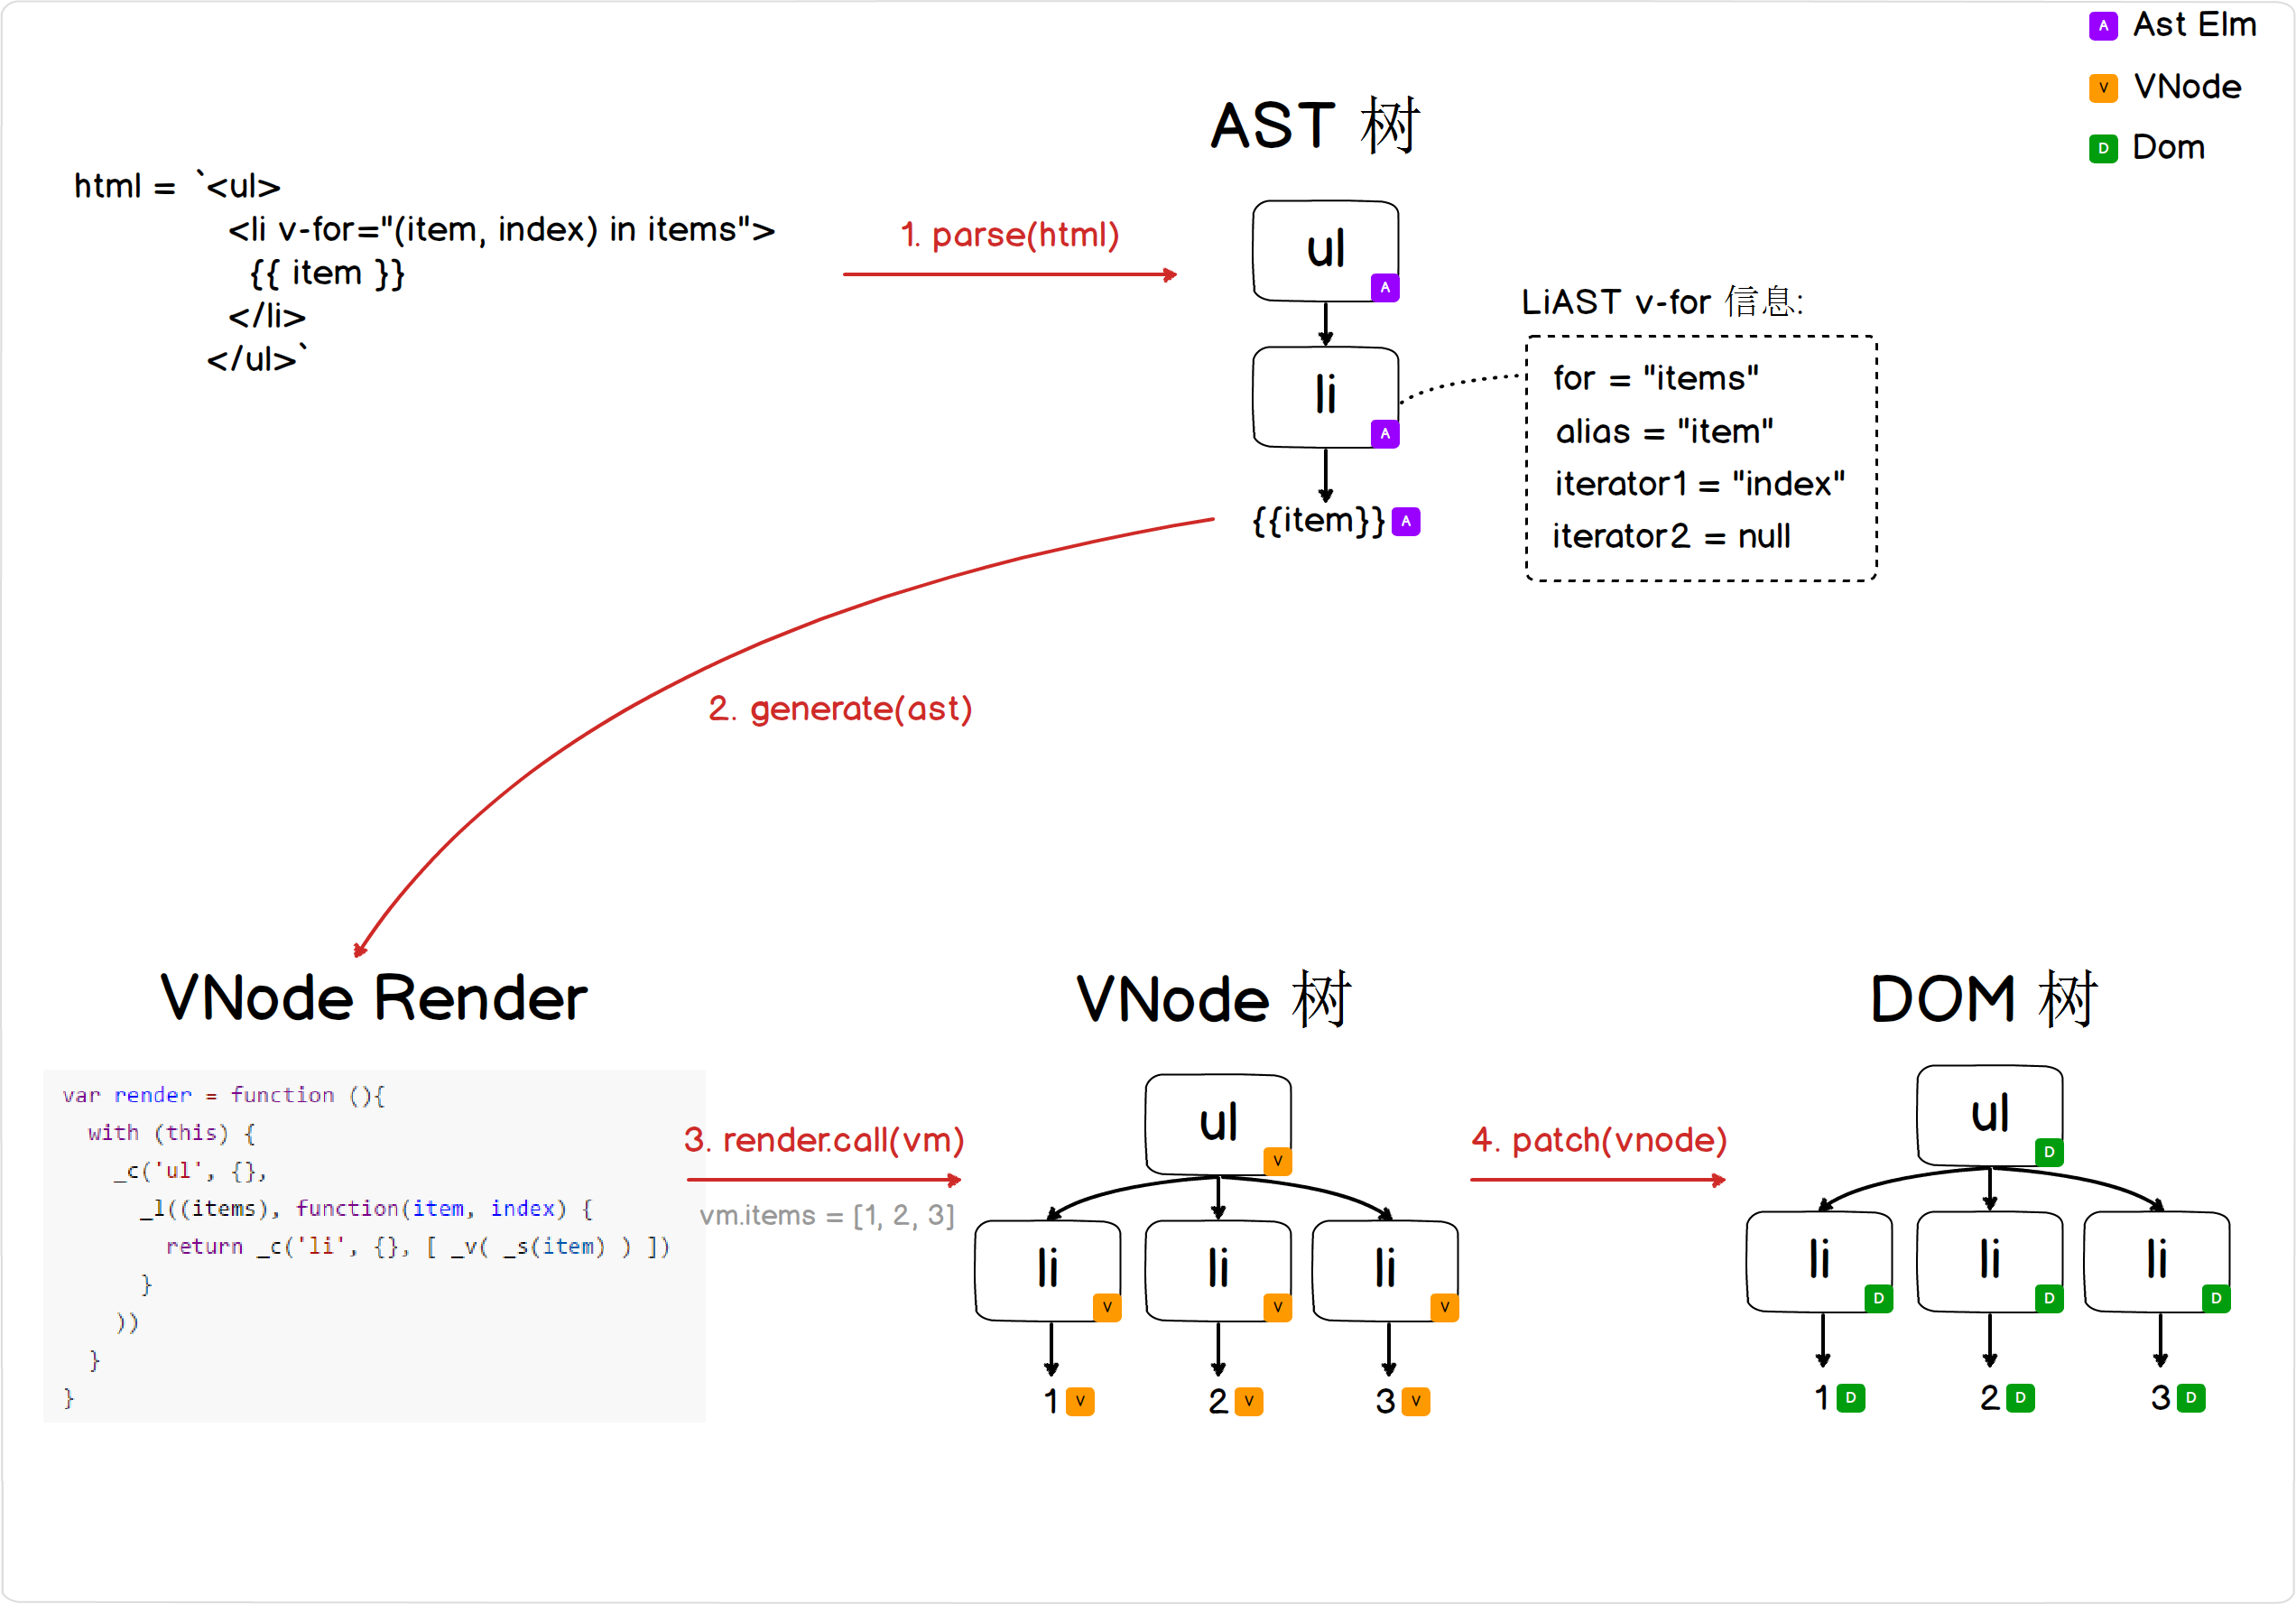 A Ast Elm
V VNode
D Dom
html = `<ul>
<li v-for="(item, index) in items">
{{ item }}
</li>
</ul>`
1. parse(html)
AST 树
ul
A
li
A
{{item}} A
LiAST v-for 信息:
for = "items"
alias = "item"
iterator1 = "index"
iterator2 = null
2. generate(ast)
VNode Render
var render = function (){
with (this) {
_c('ul', {},
_l((items), function(item, index) {
return _c('li', {}, [ _v( _s(item) ) ])
}
))
}
}
3. render.call(vm)
vm.items = [1, 2, 3]
VNode 树
ul
V
li li li
V V V
1 V 2 V 3 V
4. patch(vnode)
DOM 树
ul
D
li li li
D D D
1 D 2 D 3 D